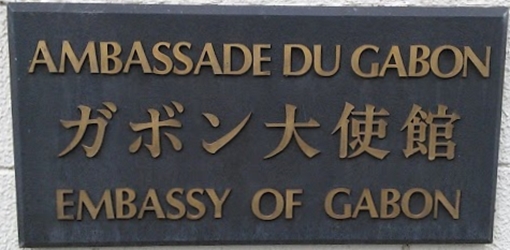 AMBASSADE DU GABON
ガボン大使館
EMBASSY OF GABON